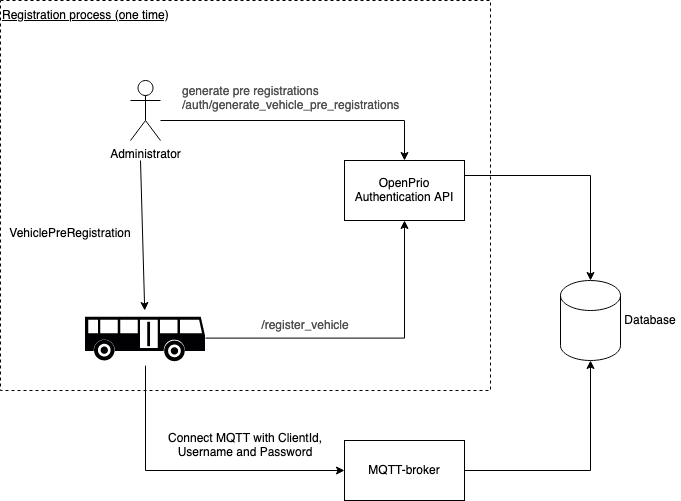 Registration process (one time)
generate pre registrations
/auth/generate_vehicle_pre_registrations
Administrator
OpenPrio
Authentication API
VehiclePreRegistration
/register_vehicle
Database
Connect MQTT with ClientId,
Username and Password
MQTT-broker